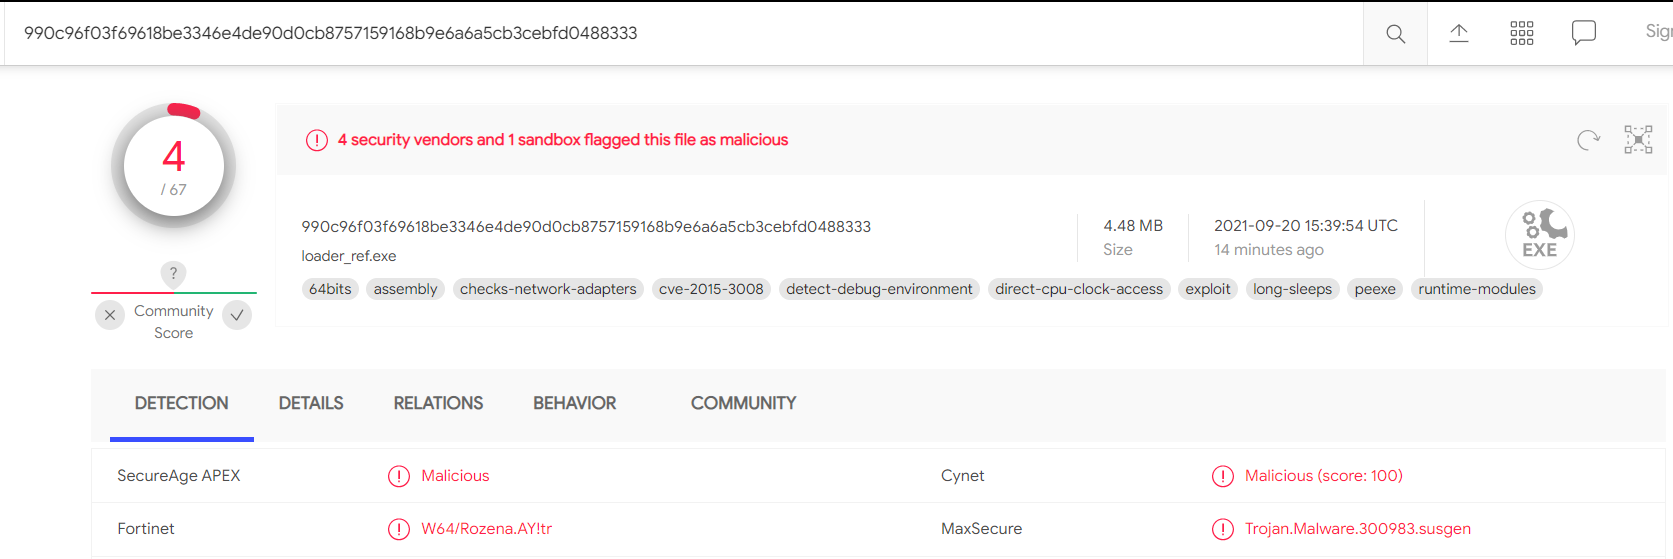 990c96f03f69618be3346e4de90d0cb8757159168b9e6a6a5cb3cebfd0488333
Sign
4
/ 67
4 security vendors and 1 sandbox flagged this file as malicious
990c96f03f69618be3346e4de90d0cb8757159168b9e6a6a5cb3cebfd0488333
loader_ref.exe
4.48 MB
Size
2021-09-20 15:39:54 UTC
14 minutes ago
EXE
64bits assembly checks-network-adapters cve-2015-3008 detect-debug-environment direct-cpu-clock-access exploit long-sleeps peexe runtime-modules
?
Community
Score
DETECTION DETAILS RELATIONS BEHAVIOR COMMUNITY
SecureAge APEX Malicious Cynet Malicious (score: 100)
Fortinet W64/Rozena.AY!tr MaxSecure Trojan.Malware.300983.susgen